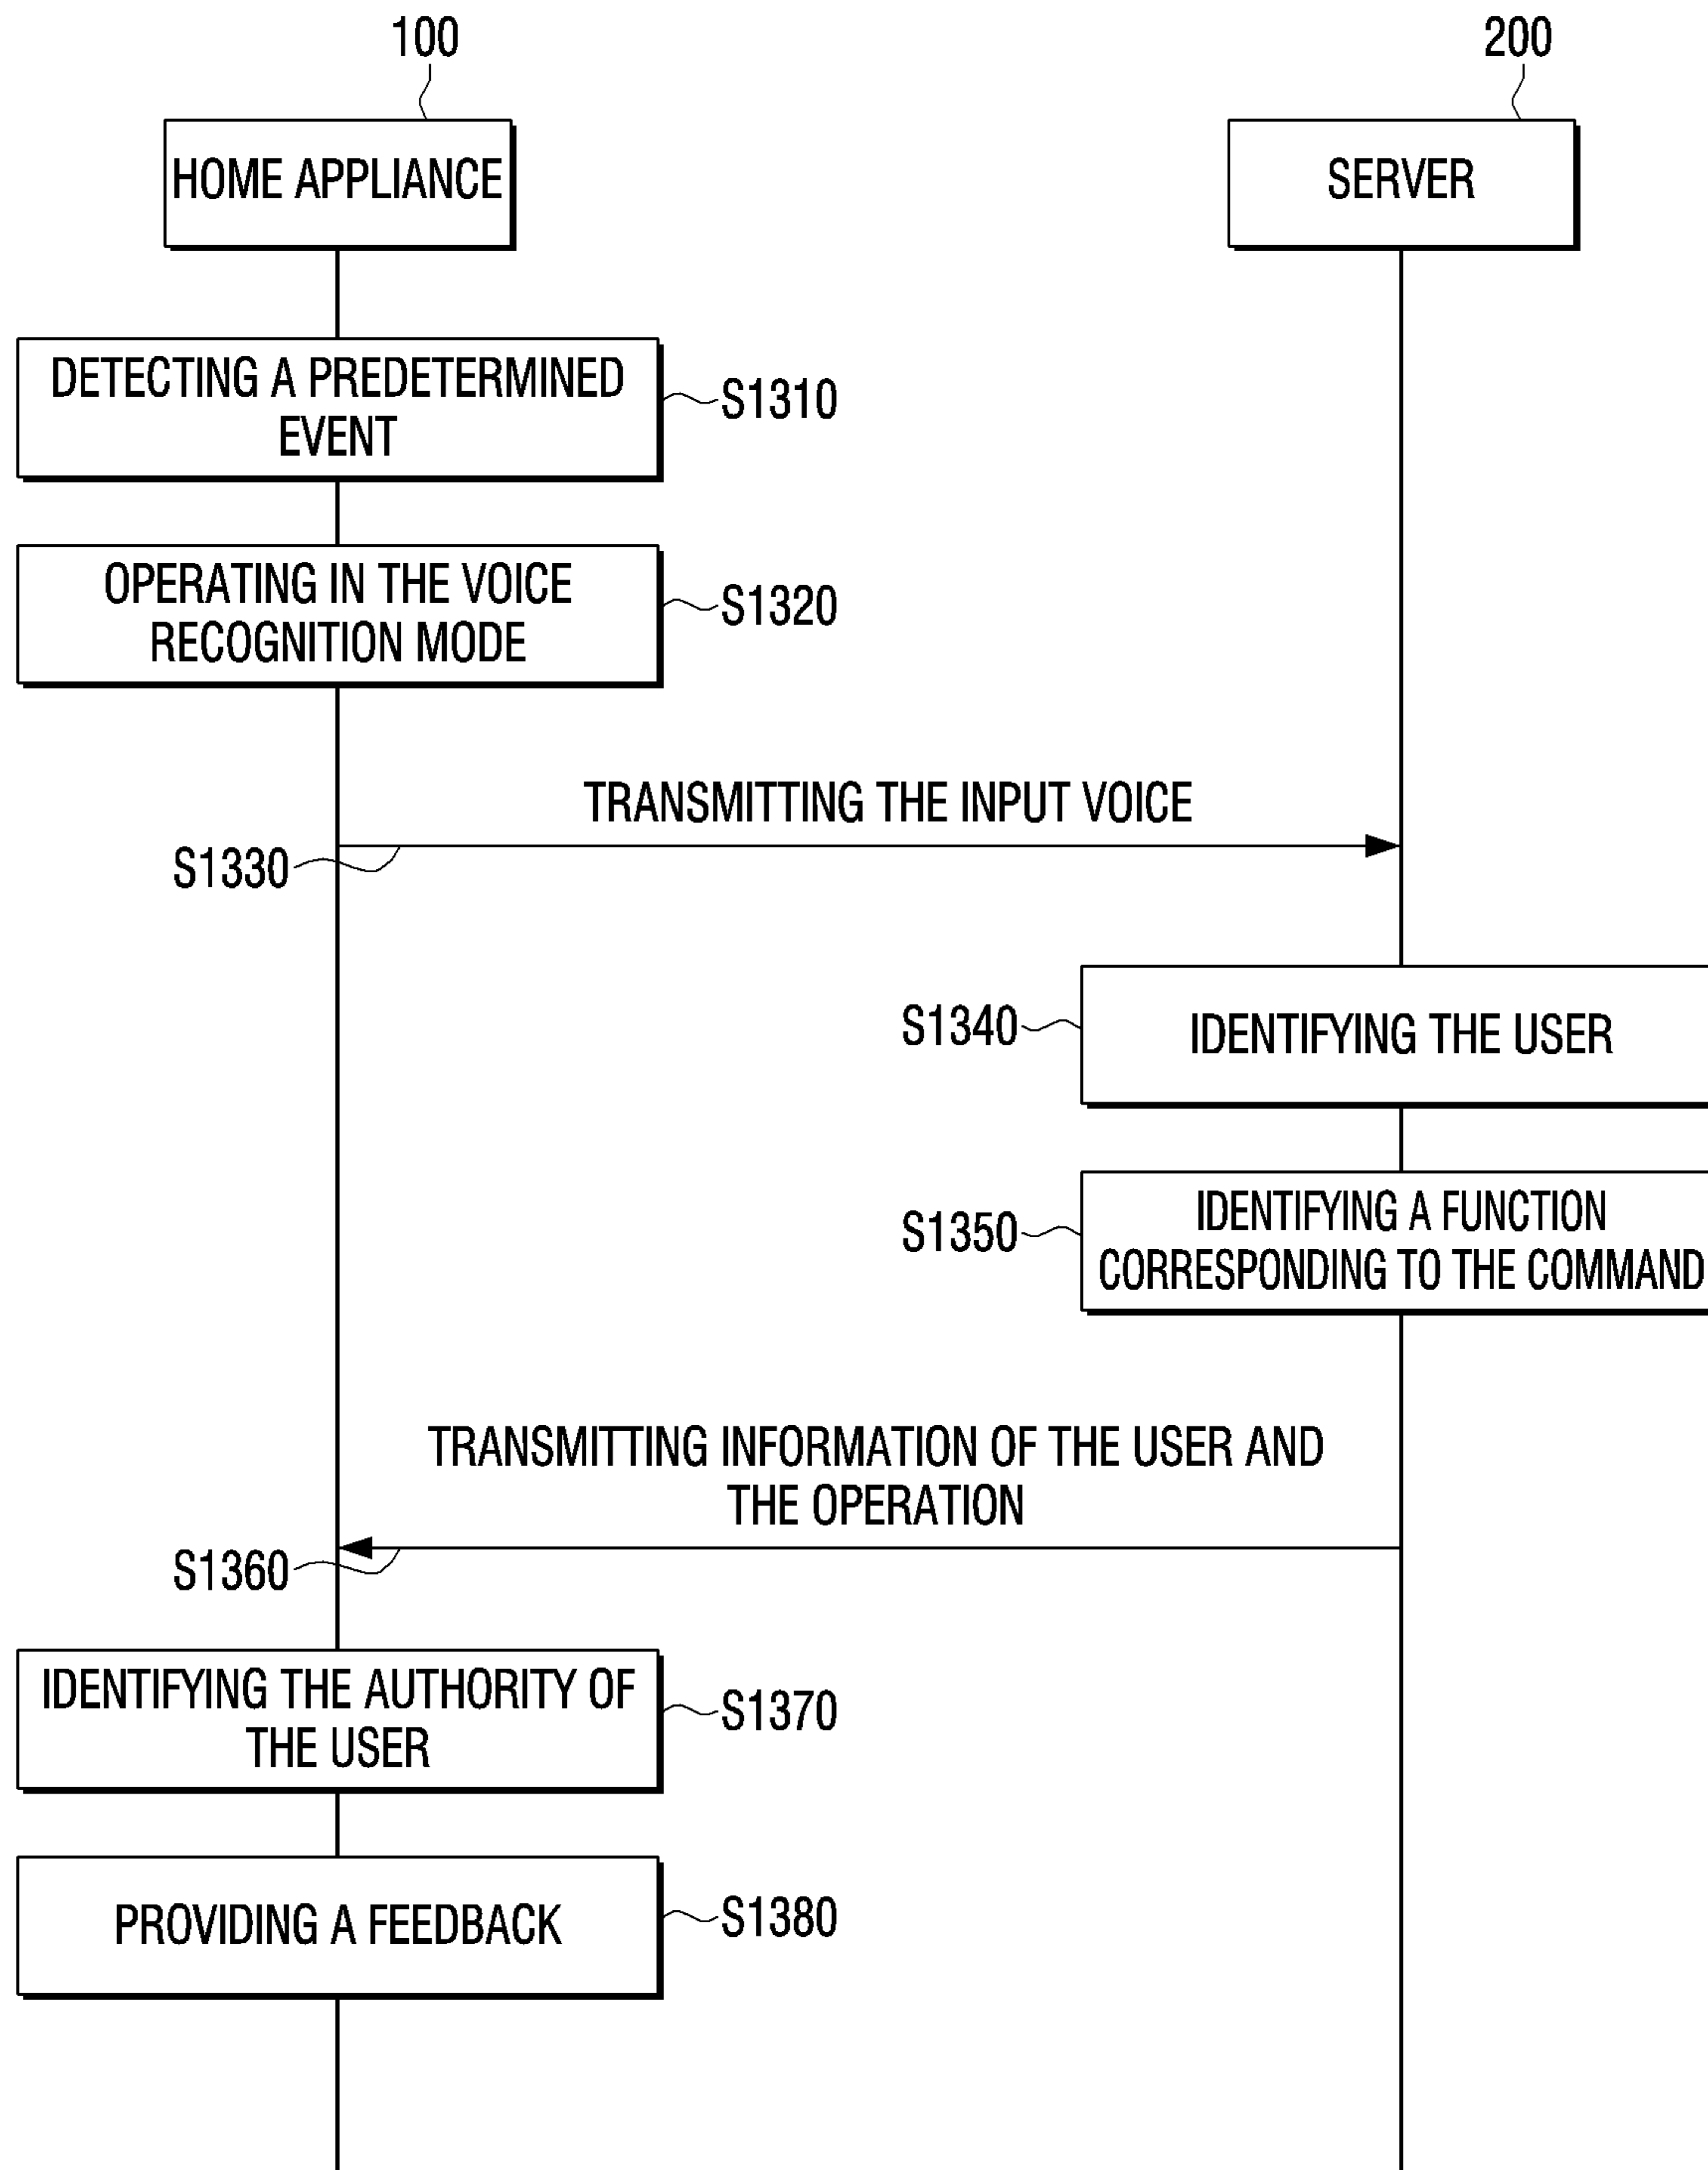 100
200
HOME APPLIANCE
SERVER
DETECTING A PREDETERMINED
EVENT
S1310
OPERATING IN THE VOICE
RECOGNITION MODE
S1320
TRANSMITTING THE INPUT VOICE
S1330
S1340
IDENTIFYING THE USER
S1350
IDENTIFYING A FUNCTION
CORRESPONDING TO THE COMMAND
TRANSMITTING INFORMATION OF THE USER AND
THE OPERATION
S1360
IDENTIFYING THE AUTHORITY OF
THE USER
S1370
PROVIDING A FEEDBACK
S1380